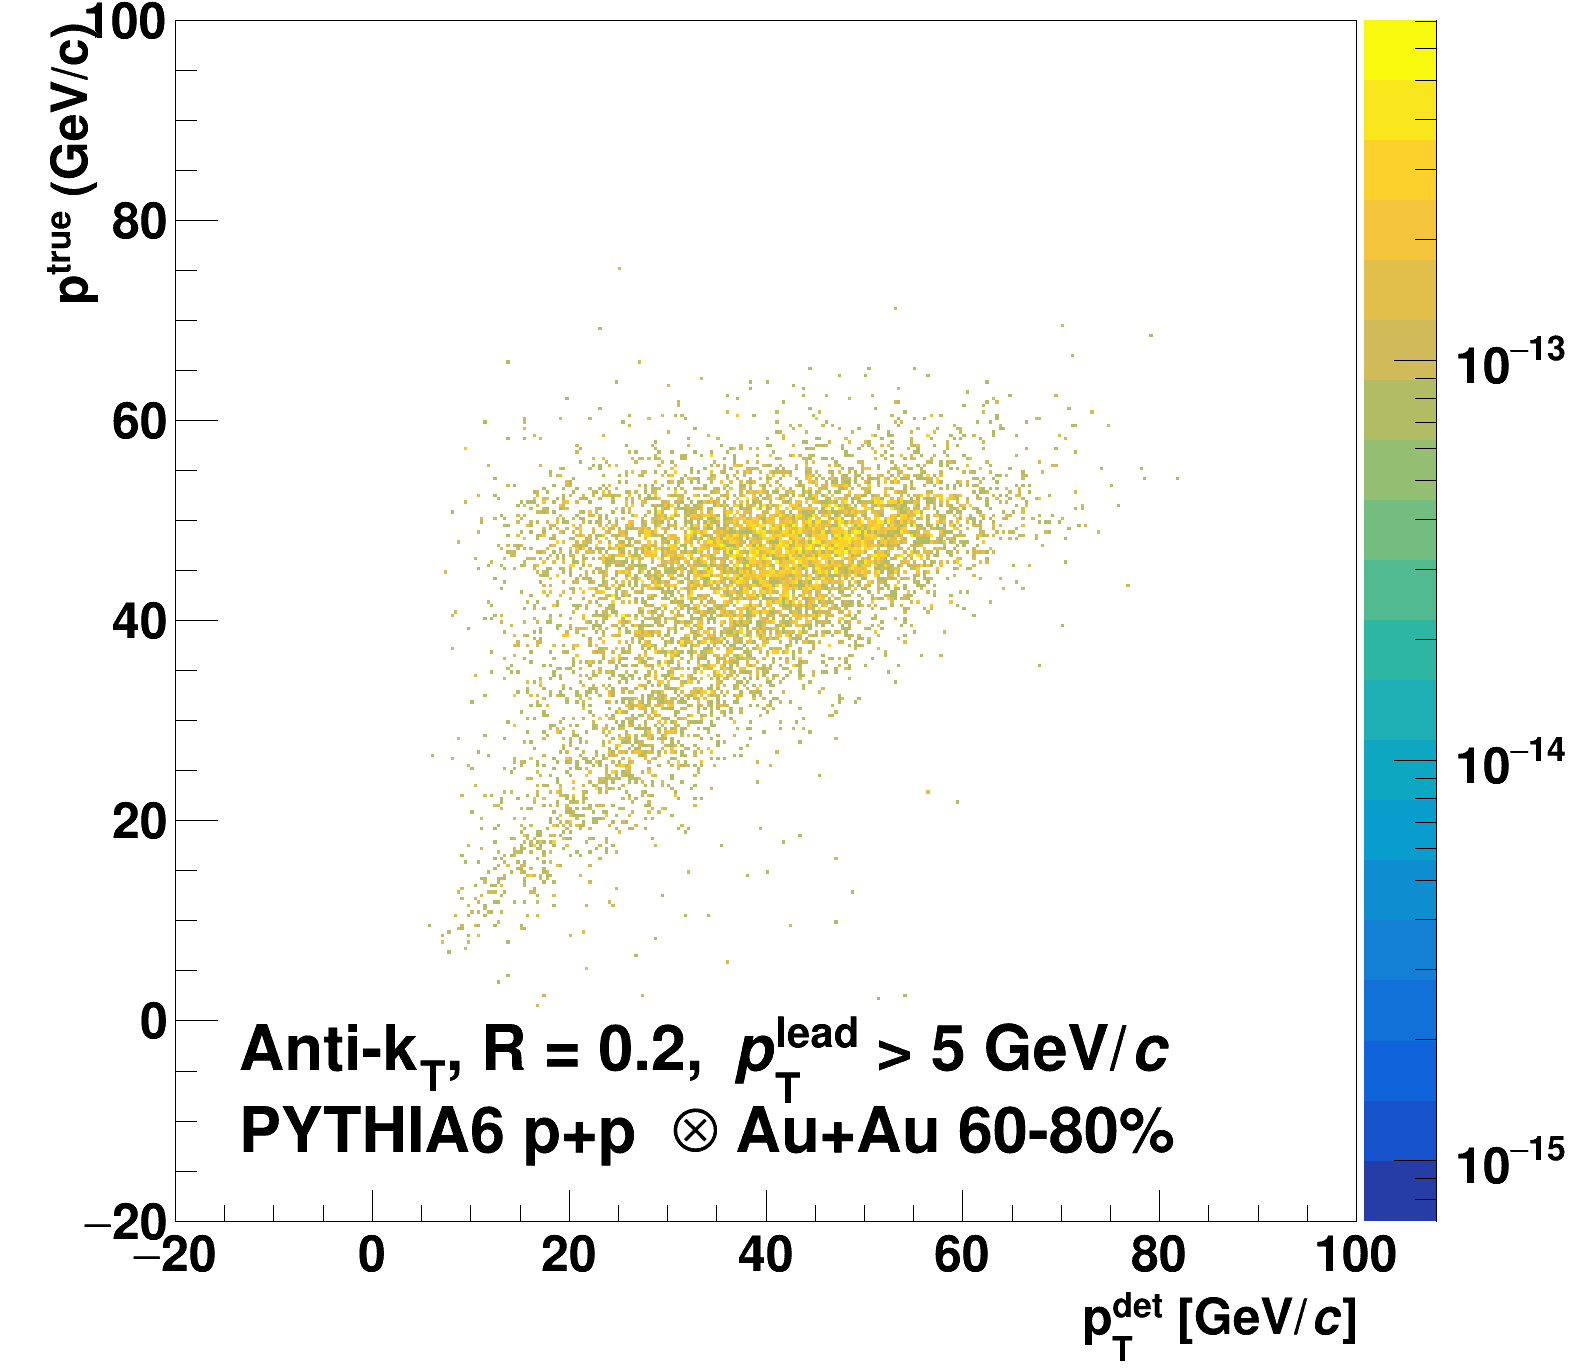 100
80
60
40
20
0
−20
p^true (GeV/c)
−20 0 20 40 60 80 100
p_T^det [GeV/c]
10^−13
10^−14
10^−15
Anti-k_T, R = 0.2, p_T^lead > 5 GeV/c
PYTHIA6 p+p ⊗ Au+Au 60-80%